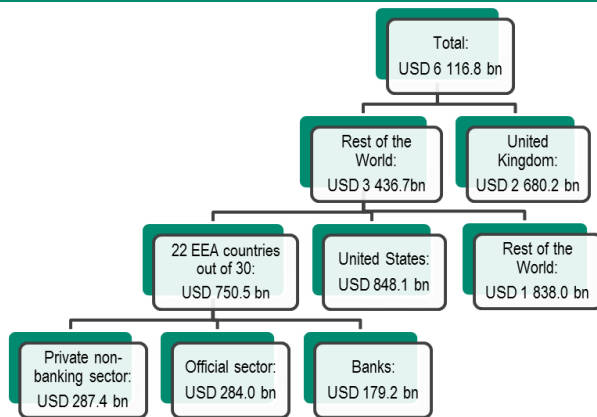 Total:
USD 6 116.8 bn
Rest of the
World:
USD 3 436.7bn
United
Kingdom:
USD 2 680.2 bn
22 EEA countries
out of 30:
USD 750.5 bn
United States:
USD 848.1 bn
Rest of the
World:
USD 1 838.0 bn
Private non-
banking sector:
USD 287.4 bn
Official sector:
USD 284.0 bn
Banks:
USD 179.2 bn